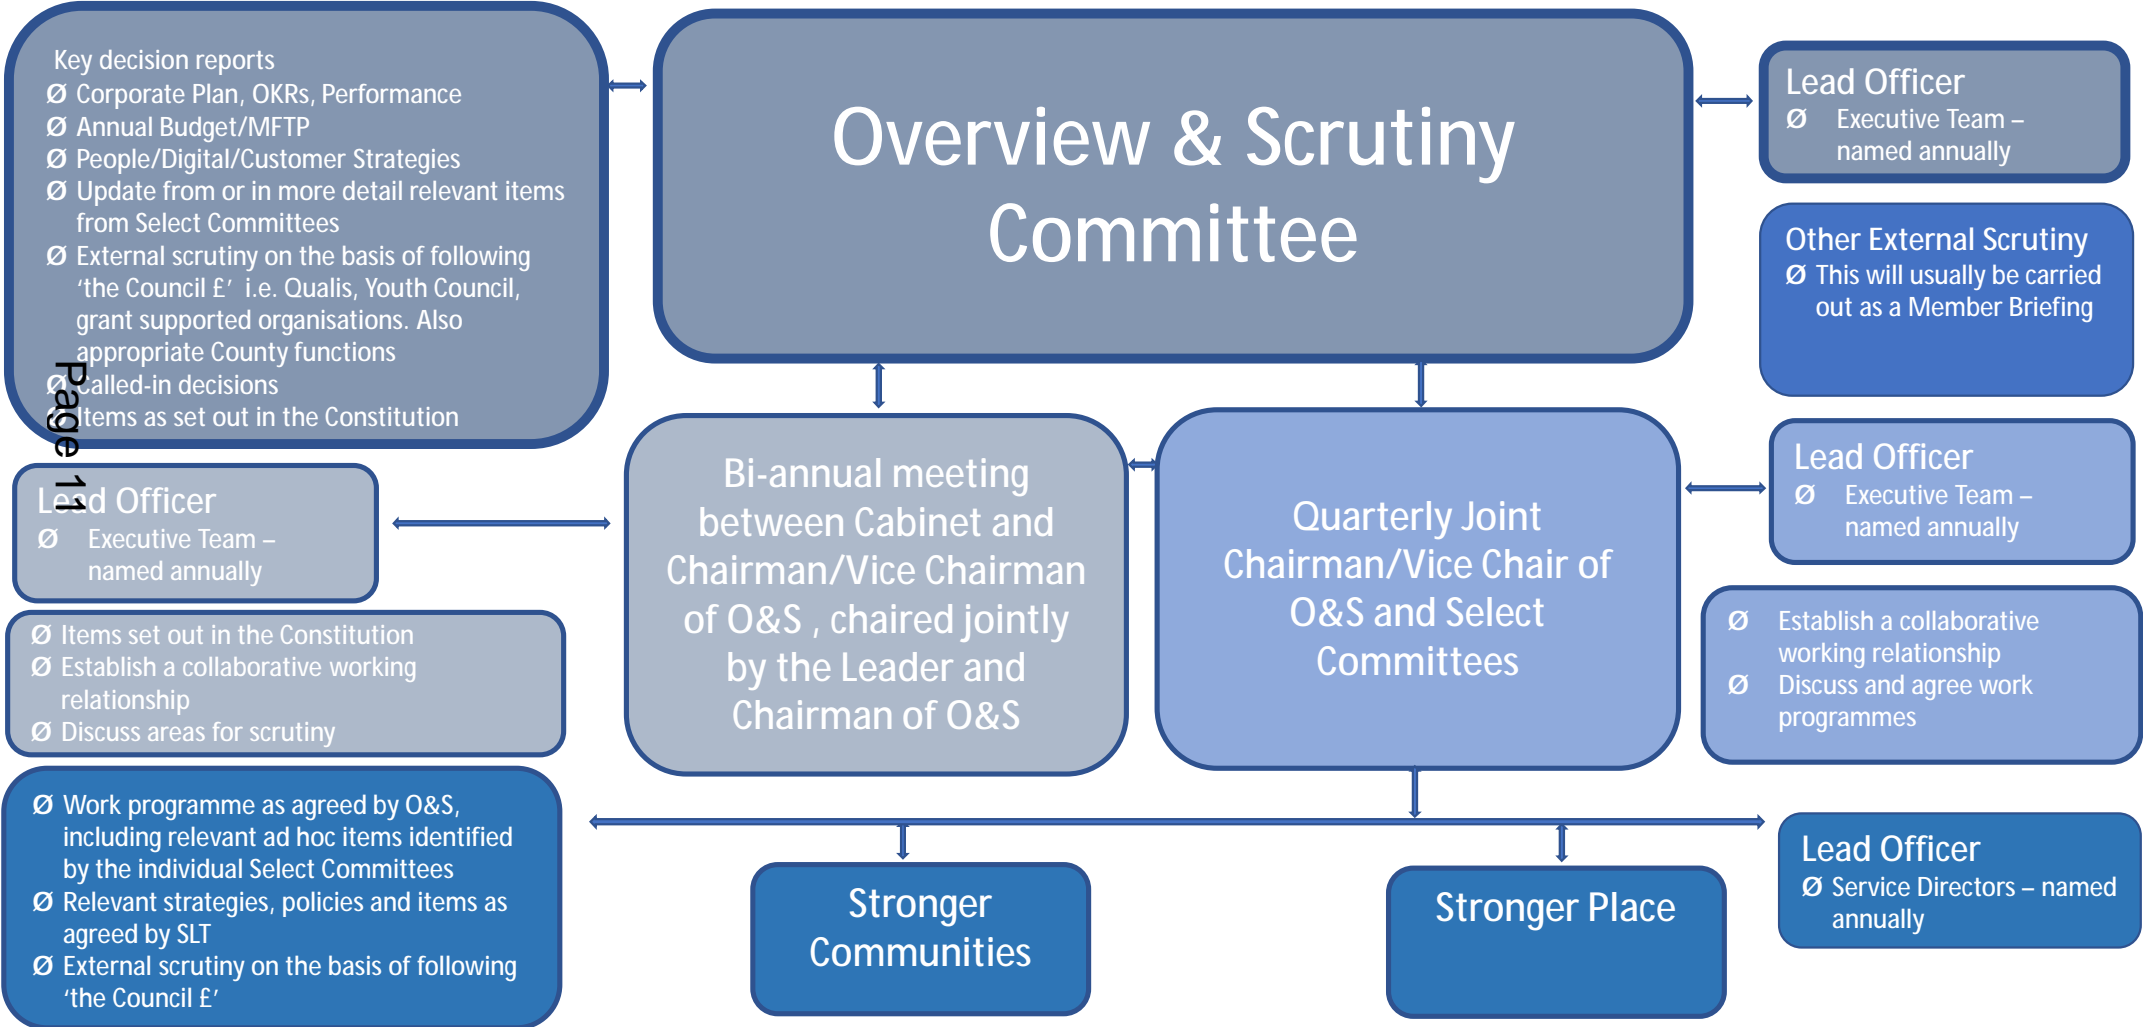 Key decision reports
Ø Corporate Plan, OKRs, Performance
Ø Annual Budget/MFTP
Ø People/Digital/Customer Strategies
Ø Update from or in more detail relevant items
from Select Committees
Ø External scrutiny on the basis of following
‘the Council £’ i.e. Qualis, Youth Council,
grant supported organisations. Also
appropriate County functions
Ø Called-in decisions
Ø Items as set out in the Constitution
Overview & Scrutiny
Committee
Lead Officer
Ø Executive Team –
named annually
Other External Scrutiny
Ø This will usually be carried
out as a Member Briefing
Page 11
Lead Officer
Ø Executive Team –
named annually
Ø Items set out in the Constitution
Ø Establish a collaborative working
relationship
Ø Discuss areas for scrutiny
Bi-annual meeting
between Cabinet and
Chairman/Vice Chairman
of O&S , chaired jointly
by the Leader and
Chairman of O&S
Quarterly Joint
Chairman/Vice Chair of
O&S and Select
Committees
Lead Officer
Ø Executive Team –
named annually
Ø Establish a collaborative
working relationship
Ø Discuss and agree work
programmes
Ø Work programme as agreed by O&S,
including relevant ad hoc items identified
by the individual Select Committees
Ø Relevant strategies, policies and items as
agreed by SLT
Ø External scrutiny on the basis of following
‘the Council £’
Stronger
Communities
Stronger Place
Lead Officer
Ø Service Directors – named
annually